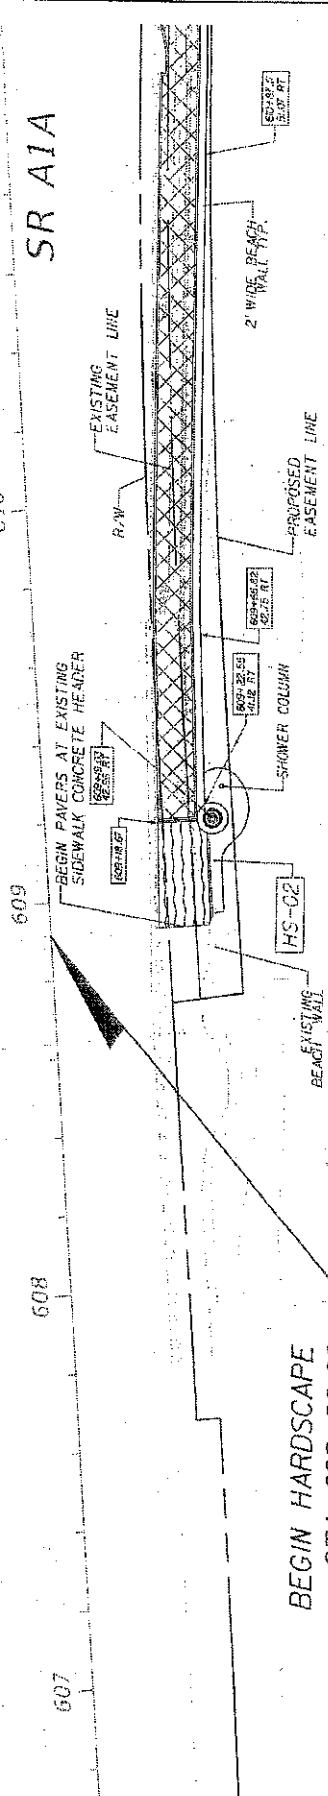 SR A1A
609
608
607
BEGIN PAVERS AT EXISTING
SIDEWALK CONCRETE HEADER
EXISTING
EASEMENT LINE
R/W
2' WIDE BEACH
WALL TYP.
PROPOSED
EASEMENT LINE
SHOWER COLUMN
HS-02
EXISTING
BEACH WALL
BEGIN HARDSCAPE